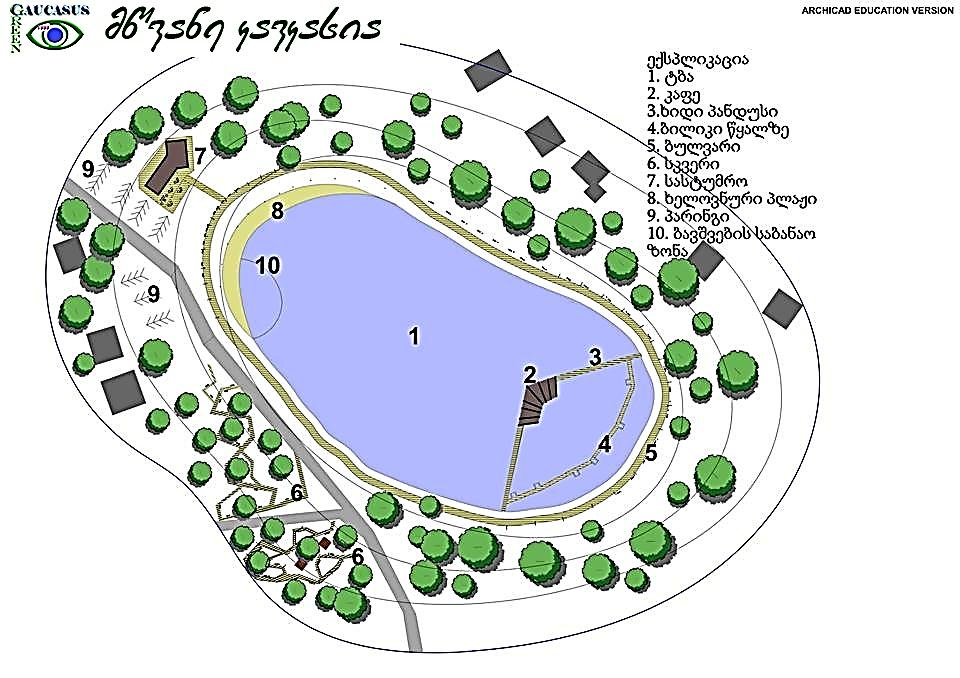 GAUCASUS
GREEN
მწვანე კავკასია
ARCHICAD EDUCATION VERSION
ექსპლიკაცია
1. ტბა
2. კაფე
3.ხიდი პანდუსი
4.ბილიკი წყალზე
5. ბულვარი
6. სკვერი
7. სასტუმრო
8. ხელოვნური პლაჟი
9. პარინგი
10. ბავშვების საბანაო
ზონა
9
7
8
10
9
1
3
2
4
5
6
6